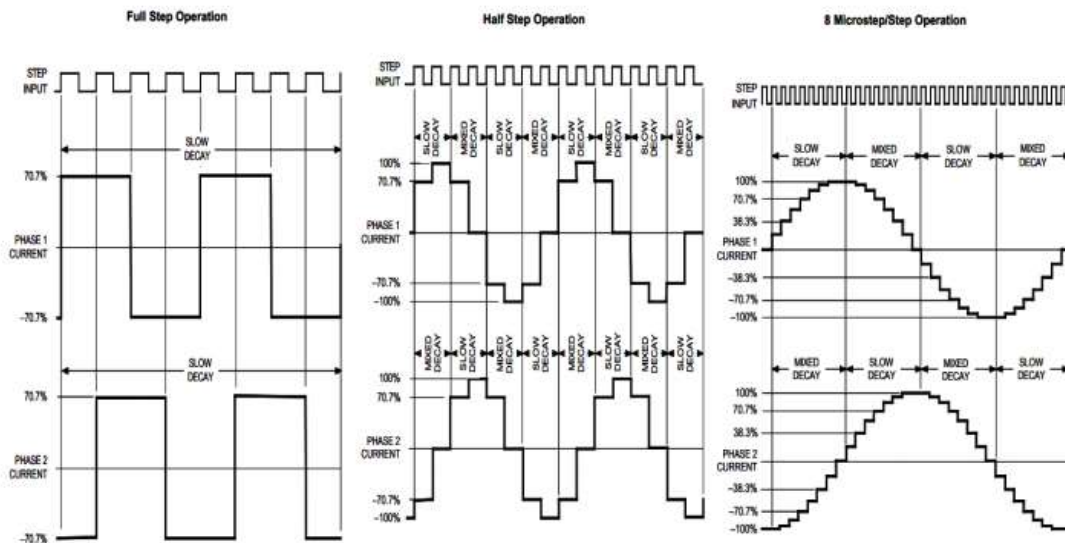 Full Step Operation
STEP
INPUT
SLOW
DECAY
70.7%
PHASE 1
CURRENT
–70.7%
SLOW
DECAY
70.7%
PHASE 2
CURRENT
–70.7%
Half Step Operation
STEP
INPUT
SLOW
DECAY
MIXED
DECAY
SLOW
DECAY
MIXED
DECAY
SLOW
DECAY
MIXED
DECAY
SLOW
DECAY
MIXED
DECAY
100%
70.7%
PHASE 1
CURRENT
–70.7%
–100%
MIXED
DECAY
SLOW
DECAY
MIXED
DECAY
SLOW
DECAY
MIXED
DECAY
SLOW
DECAY
MIXED
DECAY
SLOW
DECAY
100%
70.7%
PHASE 2
CURRENT
–70.7%
–100%
8 Microstep/Step Operation
STEP
INPUT
SLOW
DECAY
MIXED
DECAY
SLOW
DECAY
MIXED
DECAY
100%
70.7%
38.3%
PHASE 1
CURRENT
–38.3%
–70.7%
–100%
MIXED
DECAY
SLOW
DECAY
MIXED
DECAY
SLOW
DECAY
100%
70.7%
38.3%
PHASE 2
CURRENT
–38.3%
–70.7%
–100%